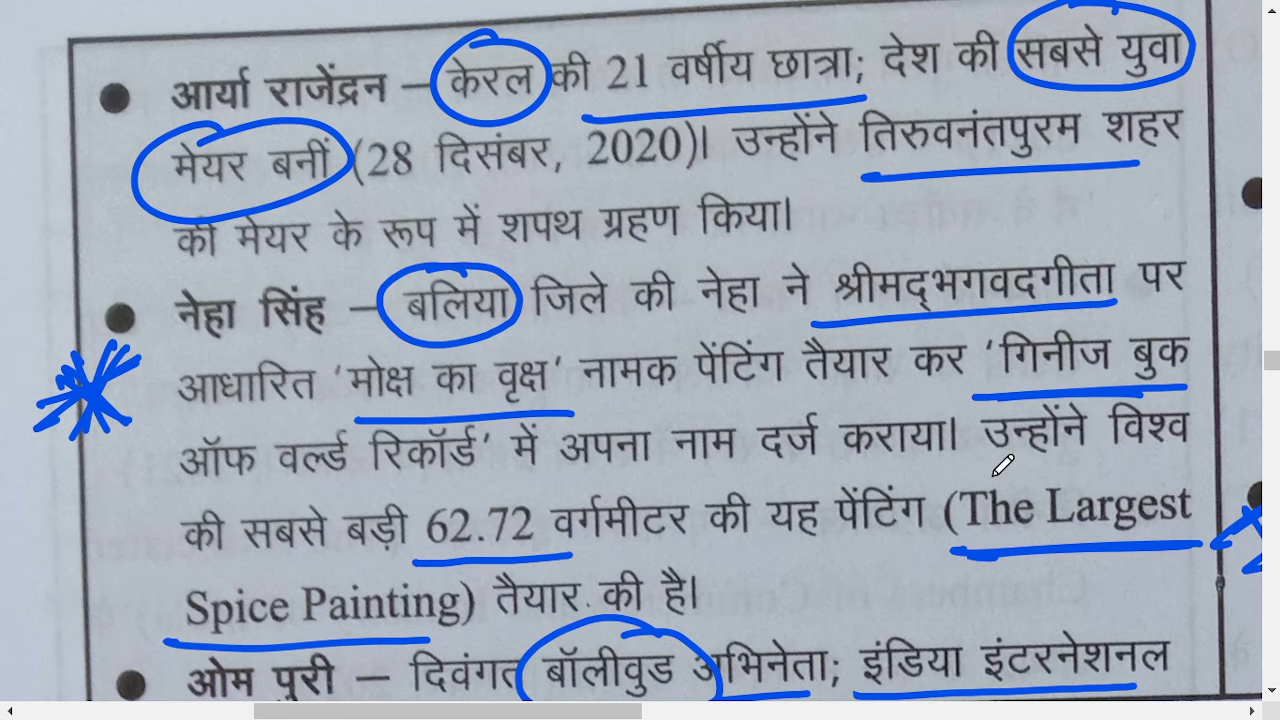 आर्या राजेंद्रन – केरल की 21 वर्षीय छात्रा; देश की सबसे युवा
मेयर बनीं (28 दिसंबर, 2020)। उन्होंने तिरुवनंतपुरम शहर
की मेयर के रूप में शपथ ग्रहण किया।
नेहा सिंह – बलिया जिले की नेहा ने श्रीमद्भगवदगीता पर
आधारित 'मोक्ष का वृक्ष' नामक पेंटिंग तैयार कर 'गिनीज बुक
ऑफ वर्ल्ड रिकॉर्ड' में अपना नाम दर्ज कराया। उन्होंने विश्व
की सबसे बड़ी 62.72 वर्गमीटर की यह पेंटिंग (The Largest
Spice Painting) तैयार की है।
ओम पुरी – दिवंगत बॉलीवुड अभिनेता; इंडिया इंटरनेशनल